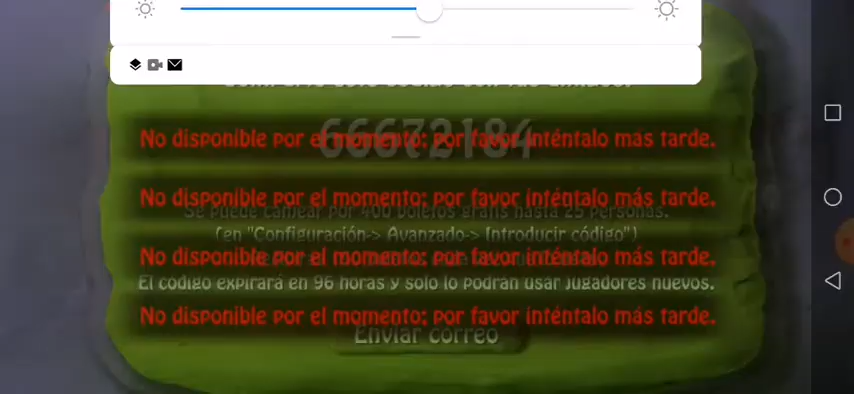 66672184
No disponible por el momento; por favor inténtalo más tarde.
No disponible por el momento; por favor inténtalo más tarde.
Se puede canjear por 400 boletos gratis hasta 25 personas.
(en "Configuración-> Avanzado-> Introducir código")
No disponible por el momento; por favor inténtalo más tarde.
El código expirará en 96 horas y solo lo podrán usar jugadores nuevos.
No disponible por el momento; por favor inténtalo más tarde.
Enviar correo